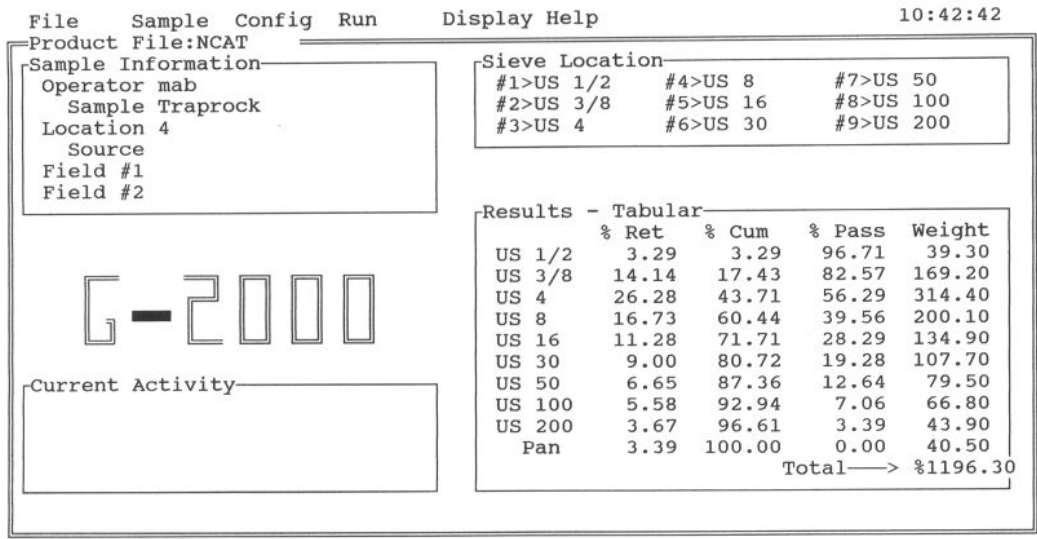 File Sample Config Run Display Help 10:42:42
Product File:NCAT
Sample Information
Operator mab
Sample Traprock
Location 4
Source
Field #1
Field #2
Sieve Location
#1>US 1/2 #4>US 8 #7>US 50
#2>US 3/8 #5>US 16 #8>US 100
#3>US 4 #6>US 30 #9>US 200
G-2000
Current Activity
Results - Tabular
% Ret % Cum % Pass Weight
US 1/2 3.29 3.29 96.71 39.30
US 3/8 14.14 17.43 82.57 169.20
US 4 26.28 43.71 56.29 314.40
US 8 16.73 60.44 39.56 200.10
US 16 11.28 71.71 28.29 134.90
US 30 9.00 80.72 19.28 107.70
US 50 6.65 87.36 12.64 79.50
US 100 5.58 92.94 7.06 66.80
US 200 3.67 96.61 3.39 43.90
Pan 3.39 100.00 0.00 40.50
Total——> %1196.30